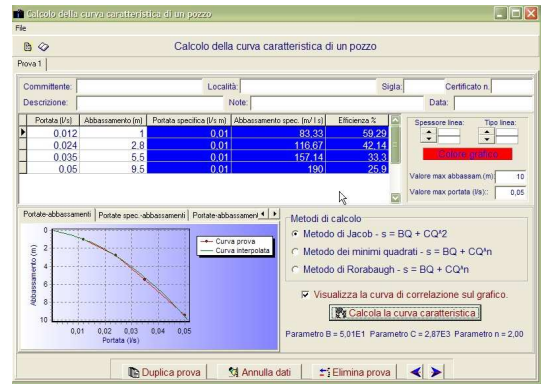 Calcolo della curva caratteristica di un pozzo
File
Calcolo della curva caratteristica di un pozzo
Prova 1
Committente: Località: Sigla: Certificato n.
Descrizione: Note: Data:
Portata (l/s) Abbassamento (m) Portata specifica (l/s m) Abbassamento spec. (m/ l s) Efficienza %
0.012 1 0.01 83,33 59,29
0.024 2.8 0.01 116,67 42,14
0.035 5,5 0.01 157,14 33,3
0.05 9.5 0.01 190 25,9
Spessore linea: Tipo linea:
Colore grafico
Valore max abbassam.(m): 10
Valore max portata (l/s):: 0,05
Portate-abbassamenti Portate spec.-abbassamenti Portate-abbassament
Curva prova
Curva interpolata
Abbassamento (m)
0
2
4
6
8
10
0,01 0,02 0,03 0,04 0,05
Portata (l/s)
Metodi di calcolo
Metodo di Jacob - s = BQ + CQ^2
Metodo dei minimi quadrati - s = BQ + CQ^n
Metodo di Rorabaugh - s = BQ + CQ^n
Visualizza la curva di correlazione sul grafico.
Calcola la curva caratteristica
Parametro B = 5,01E1 Parametro C = 2,87E3 Parametro n = 2,00
Duplica prova Annulla dati Elimina prova